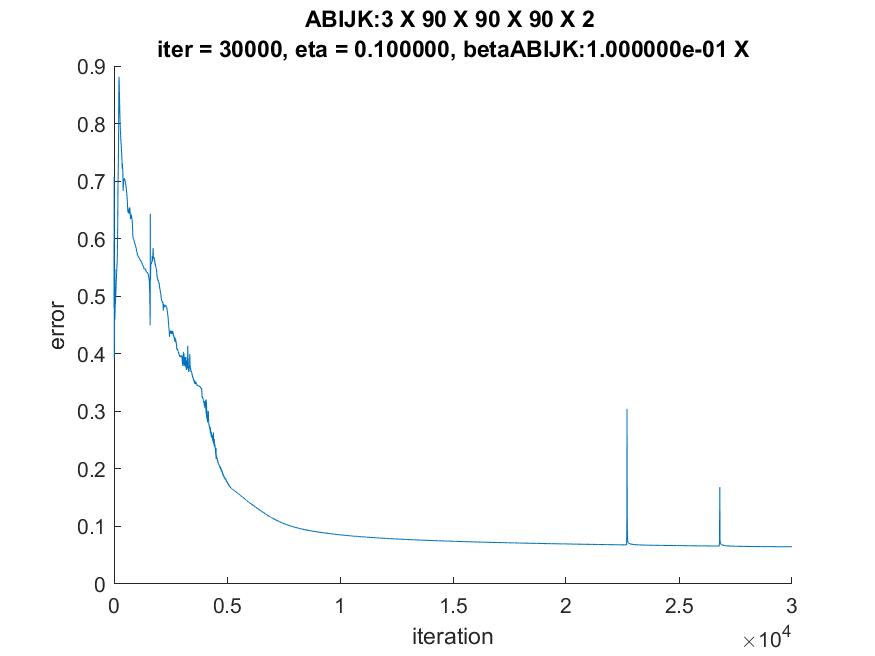 ABIJK:3 X 90 X 90 X 90 X 2
iter = 30000, eta = 0.100000, betaABIJK:1.000000e-01 X
0.9
0.8
0.7
0.6
0.5
0.4
0.3
0.2
0.1
0
error
0 0.5 1 1.5 2 2.5 3
iteration
×10⁴